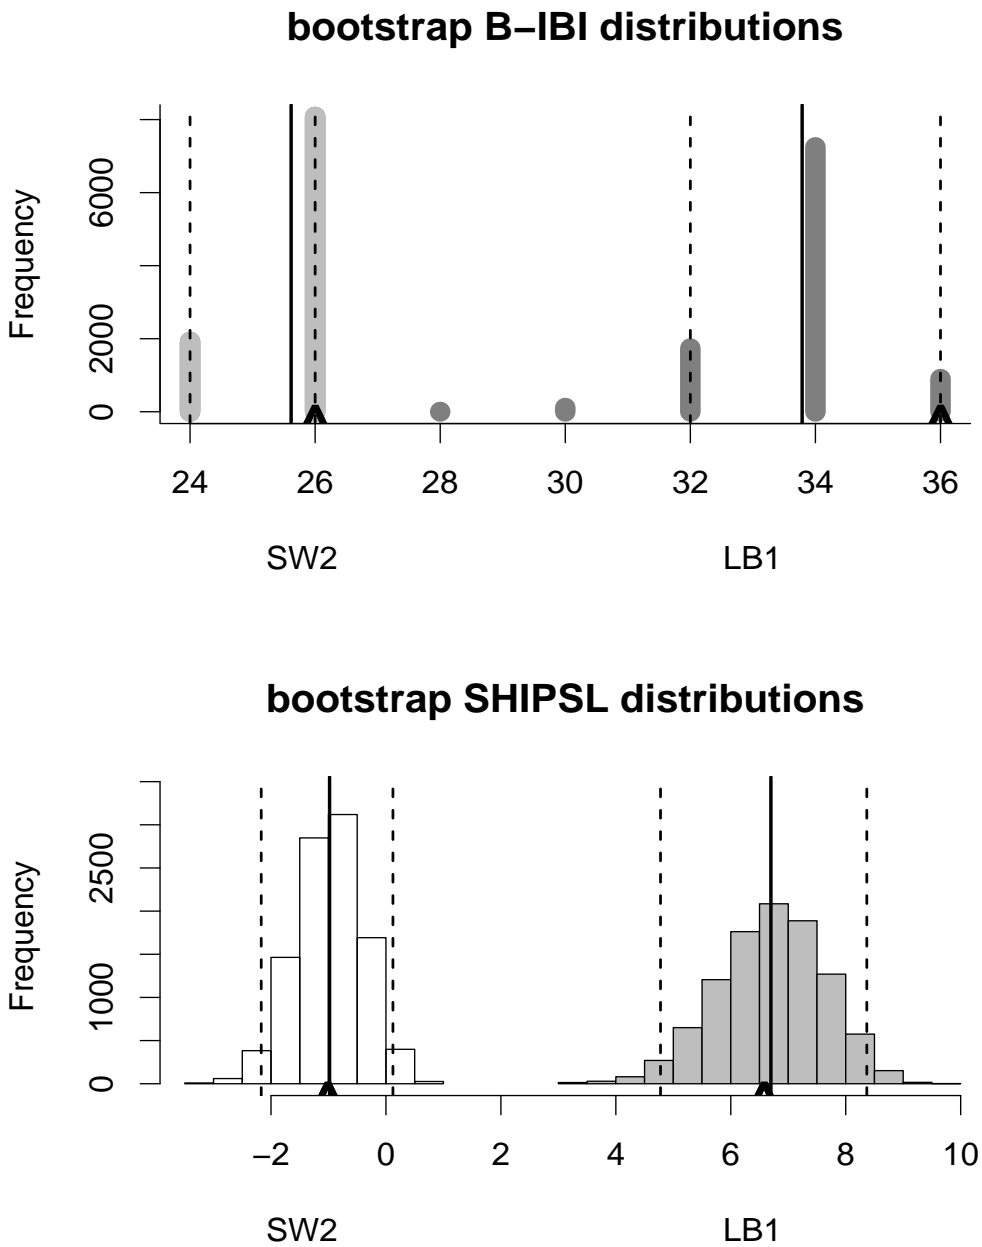 bootstrap B−IBI distributions
Frequency
6000
2000
0
24 26 28 30 32 34 36
SW2 LB1
bootstrap SHIPSL distributions
Frequency
2500
1000
0
−2 0 2 4 6 8 10
SW2 LB1